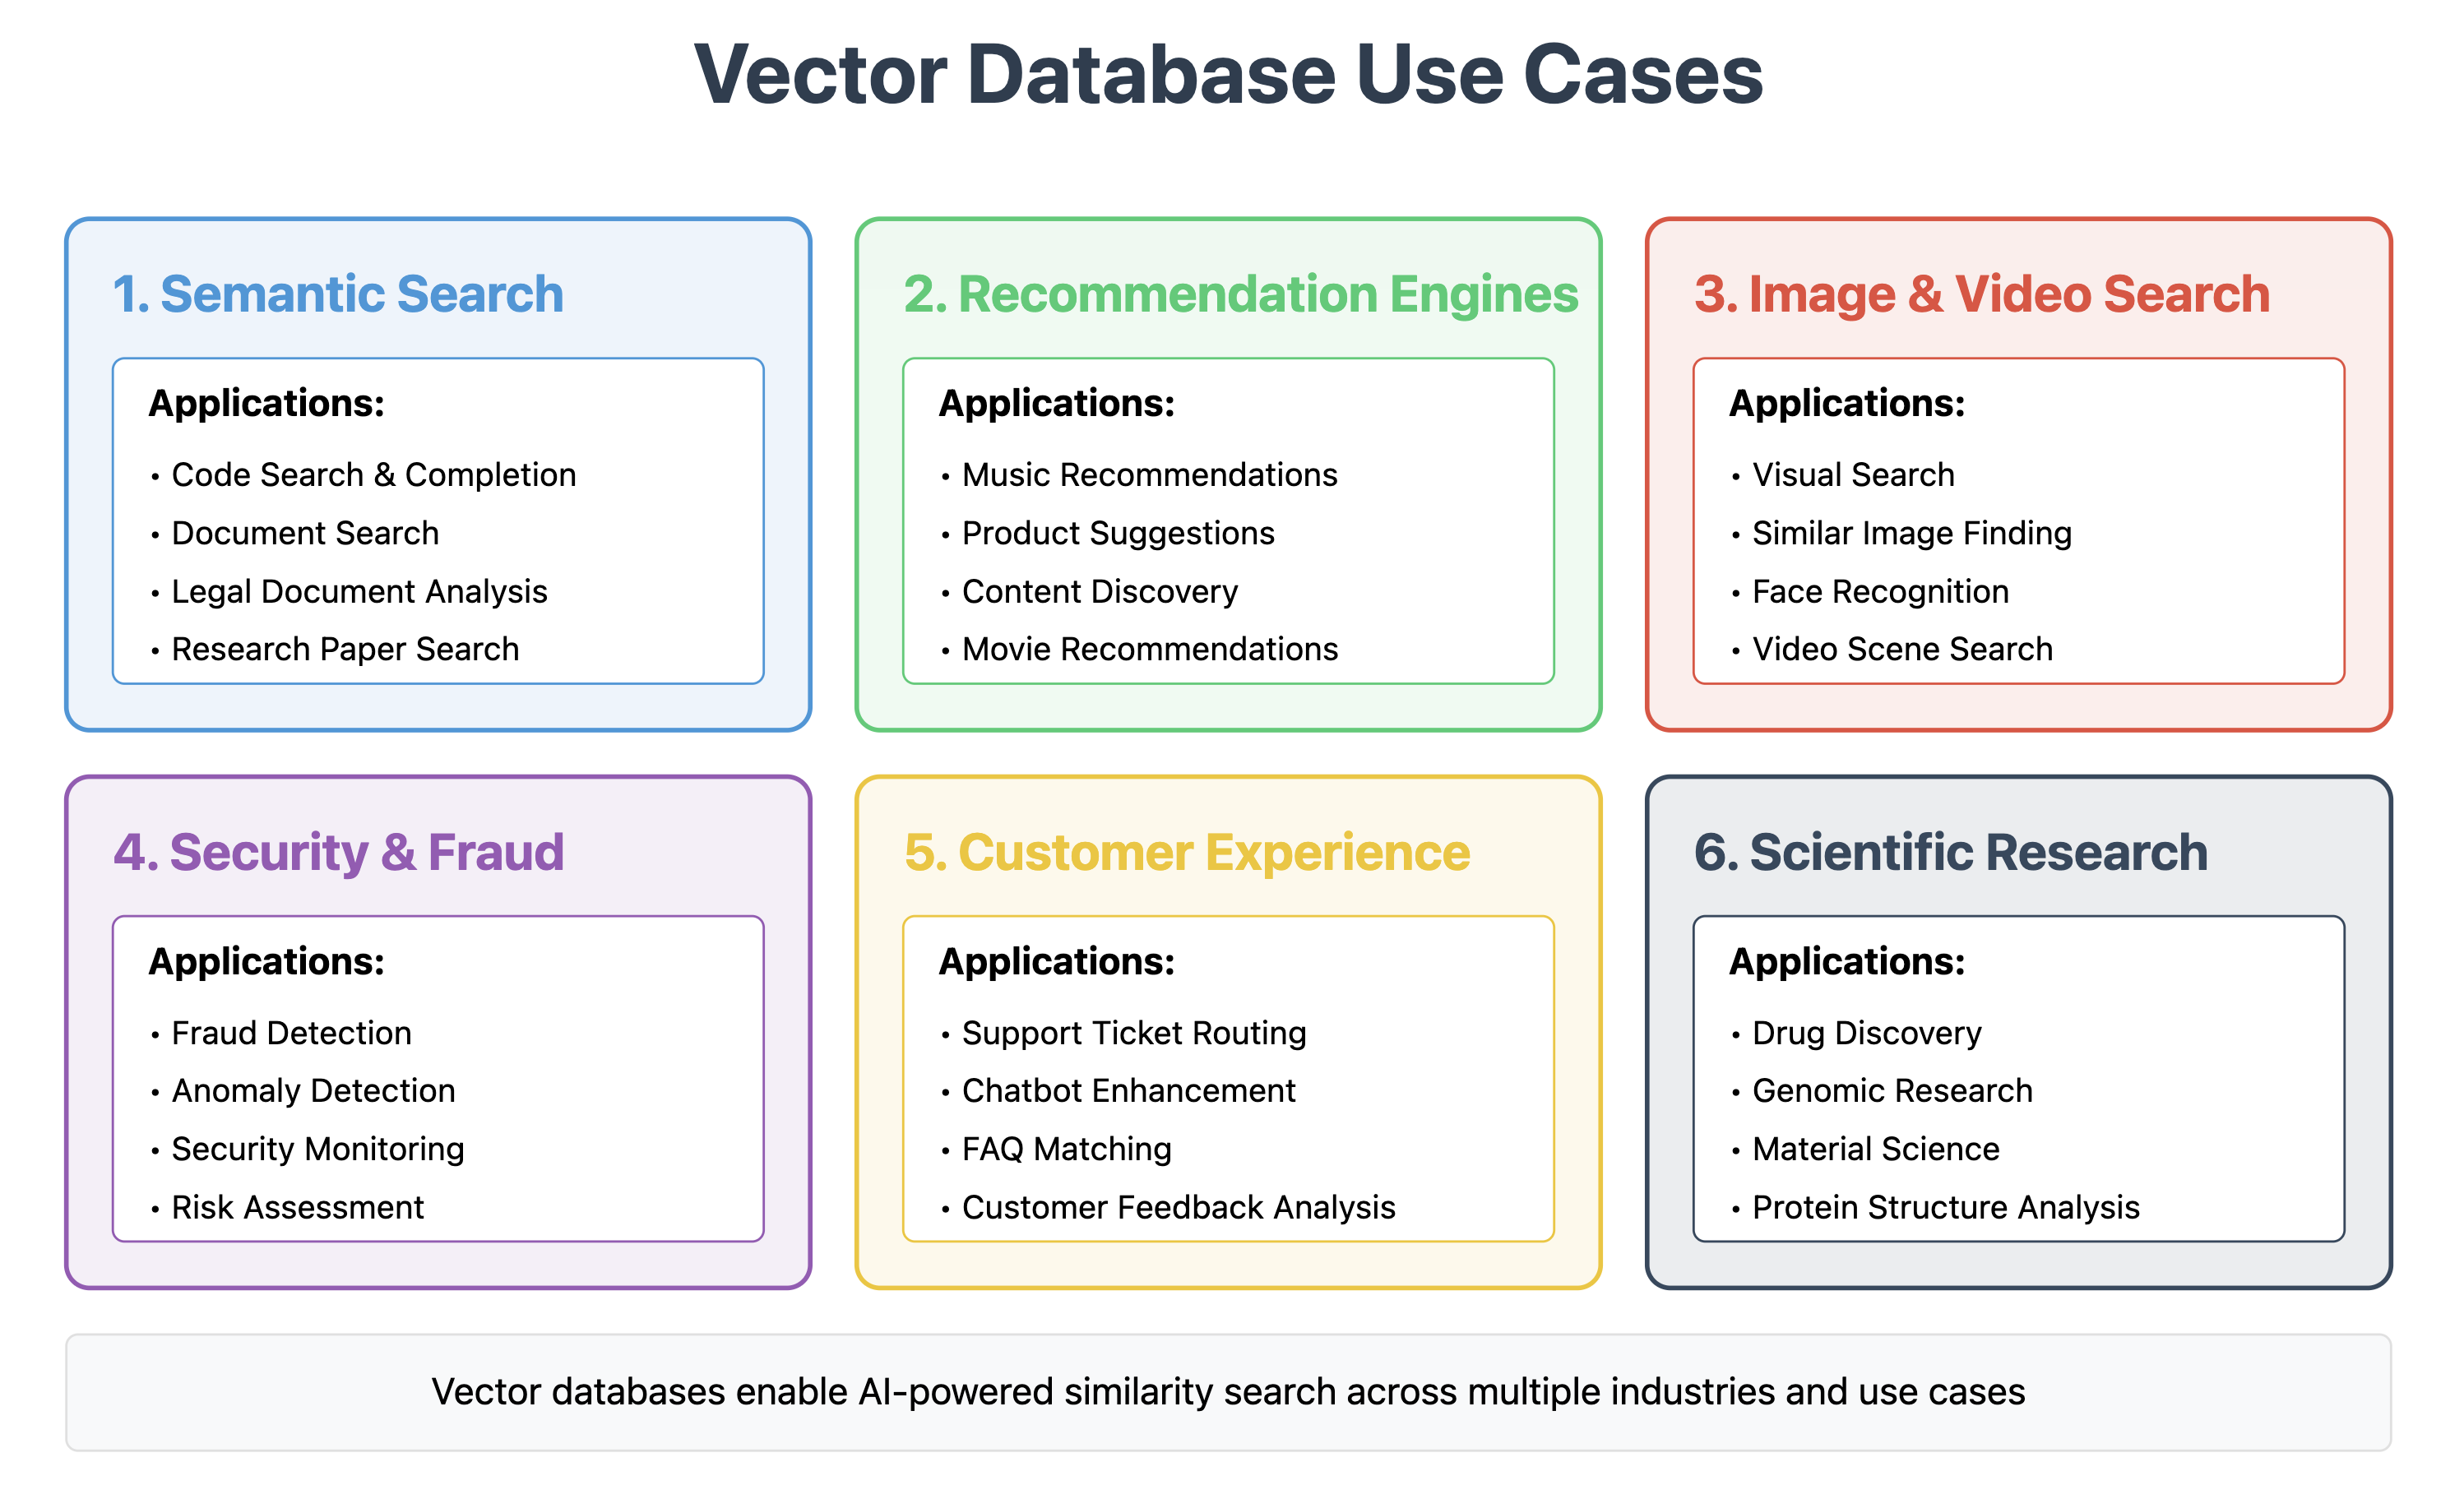 Vector Database Use Cases
1. Semantic Search
Applications:
• Code Search & Completion
• Document Search
• Legal Document Analysis
• Research Paper Search
2. Recommendation Engines
Applications:
• Music Recommendations
• Product Suggestions
• Content Discovery
• Movie Recommendations
3. Image & Video Search
Applications:
• Visual Search
• Similar Image Finding
• Face Recognition
• Video Scene Search
4. Security & Fraud
Applications:
• Fraud Detection
• Anomaly Detection
• Security Monitoring
• Risk Assessment
5. Customer Experience
Applications:
• Support Ticket Routing
• Chatbot Enhancement
• FAQ Matching
• Customer Feedback Analysis
6. Scientific Research
Applications:
• Drug Discovery
• Genomic Research
• Material Science
• Protein Structure Analysis
Vector databases enable AI-powered similarity search across multiple industries and use cases